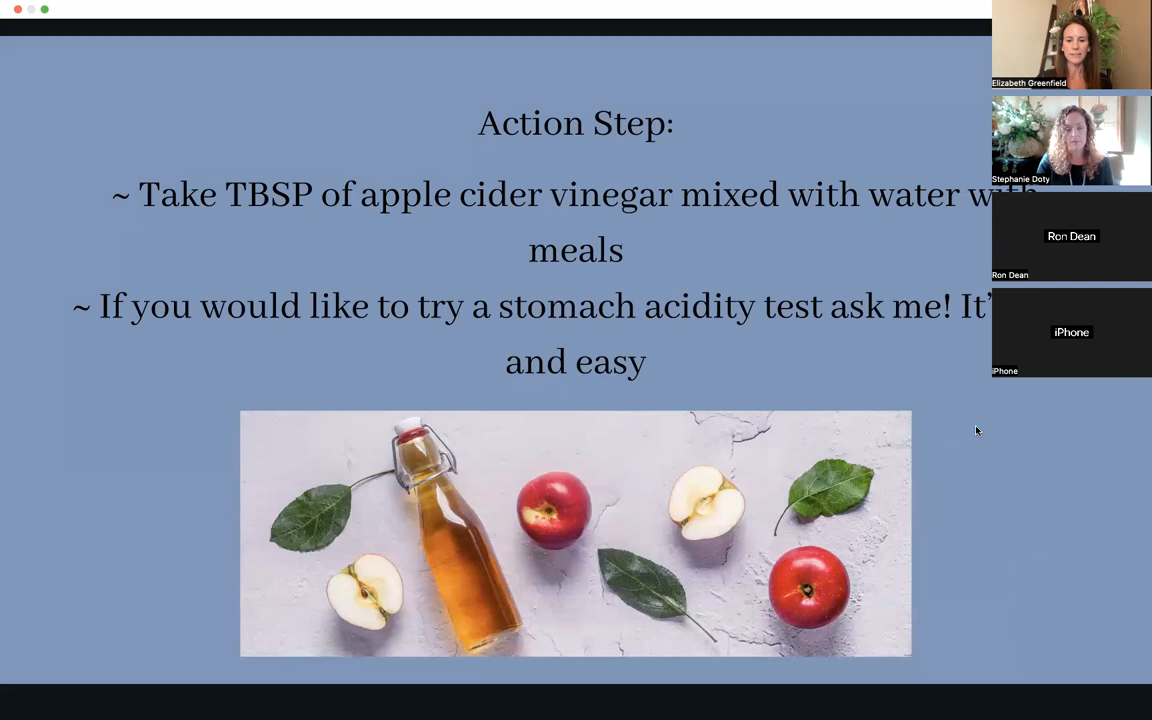 Action Step:
~ Take TBSP of apple cider vinegar mixed with water with
meals
~ If you would like to try a stomach acidity test ask me! It'
and easy
Elizabeth Greenfield
Stephanie Doty
Ron Dean
Ron Dean
iPhone
iPhone